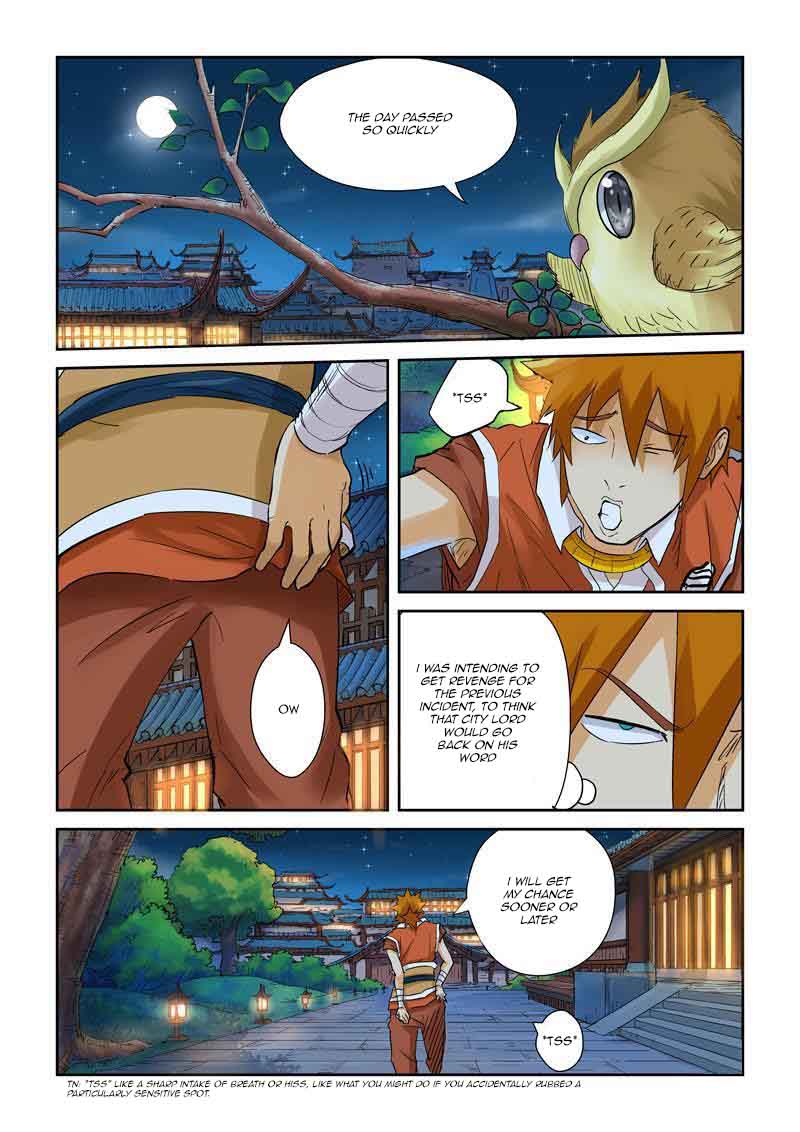 THE DAY PASSED
SO QUICKLY
OW
"TSS"
I WAS INTENDING TO
GET REVENGE FOR
THE PREVIOUS
INCIDENT, TO THINK
THAT CITY LORD
WOULD GO
BACK ON HIS
WORD
I WILL GET
MY CHANCE
SOONER OR
LATER
"TSS"
TN: "TSS" LIKE A SHARP INTAKE OF BREATH OR HISS, LIKE WHAT YOU MIGHT DO IF YOU ACCIDENTALLY RUBBED A
PARTICULARLY SENSITIVE SPOT.